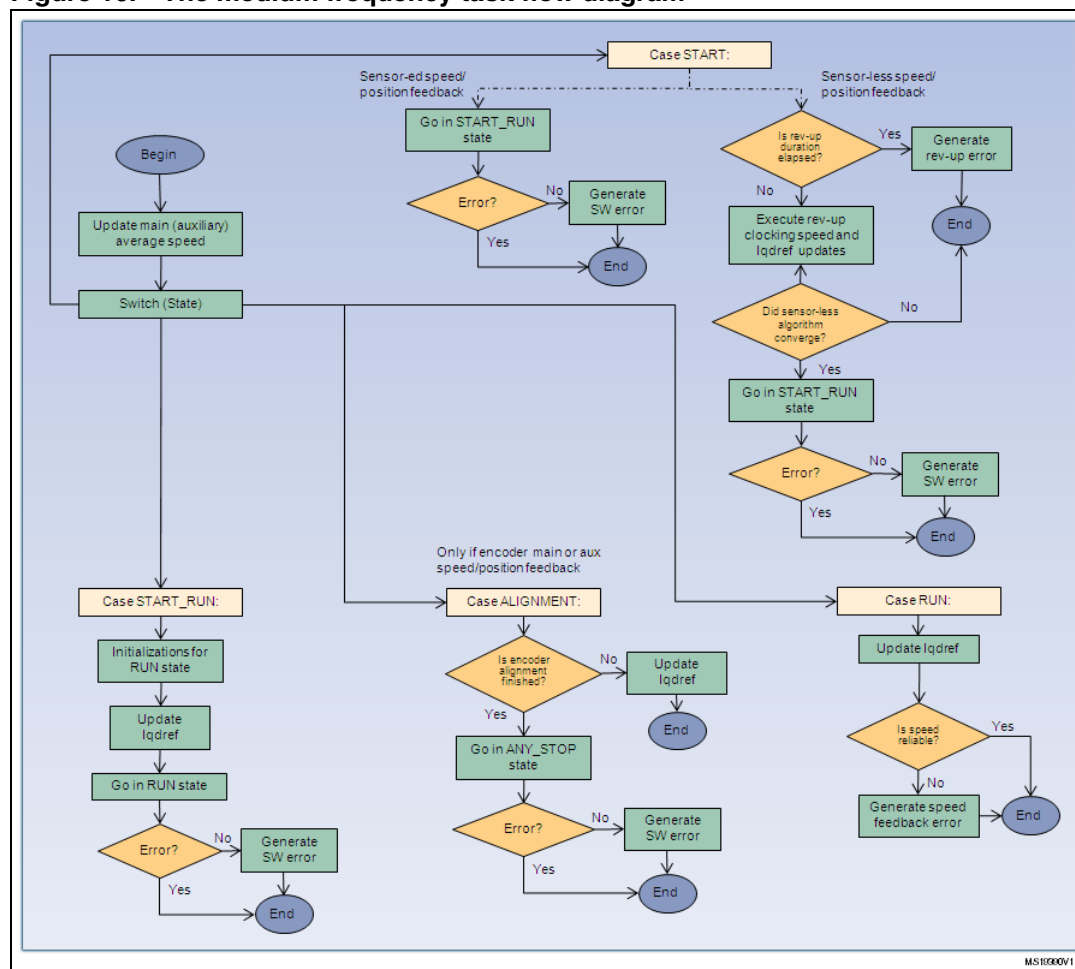 Figure 10. The medium frequency task flow diagram
Case START:
Sensor-ed speed/
position feedback
Sensor-less speed/
position feedback
Go in START_RUN
state
Is rev-up
duration
elapsed?
Yes
Generate
rev-up error
Begin
No
Error?
No
Generate
SW error
Yes
End
Execute rev-up
clocking speed and
Iqdref updates
End
Update main (auxiliary)
average speed
Switch (State)
Did sensor-less
algorithm
converge?
No
Yes
Go in START_RUN
state
Error?
No
Generate
SW error
Yes
End
Only if encoder main or aux
speed/position feedback
Case START_RUN:
Case ALIGNMENT:
Case RUN:
Initializations for
RUN state
Is encoder
alignment
finished?
No
Update
Iqdref
Yes
End
Update Iqdref
Update
Iqdref
Is speed
reliable?
Yes
Go in ANY_STOP
state
Go in RUN state
No
Generate speed
feedback error
End
Error?
No
Generate
SW error
Yes
End
Error?
No
Generate
SW error
Yes
End
MS19390V1